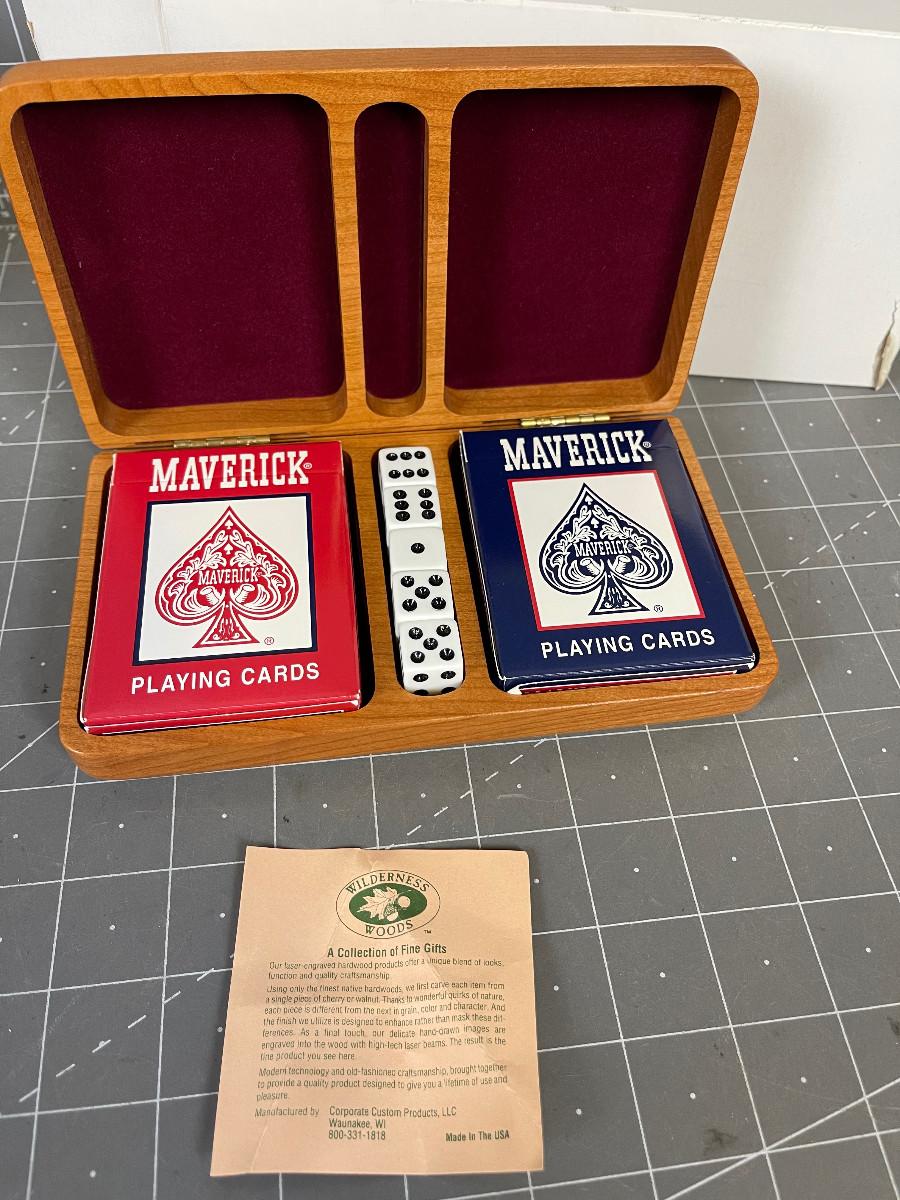 MAVERICK®
MAVERICK
®
PLAYING CARDS
MAVERICK®
MAVERICK
®
PLAYING CARDS
WILDERNESS
WOODS
™
A Collection of Fine Gifts
Our laser-engraved hardwood products offer a unique blend of looks,
function and quality craftsmanship.
Using only the finest native hardwoods, we first carve each item from
a single piece of cherry or walnut. Thanks to wonderful quirks of nature,
each piece is different from the next in grain, color and character. And
the finish we utilize is designed to enhance rather than mask these dif-
ferences. As a final touch, our delicate hand-drawn images are
engraved into the wood with high-tech laser beams. The result is the
fine product you see here.
Modern technology and old-fashioned craftsmanship, brought together
to provide a quality product designed to give you a lifetime of use and
pleasure.
Manufactured by Corporate Custom Products, LLC
Waunakee, WI
800-331-1818 Made In The USA